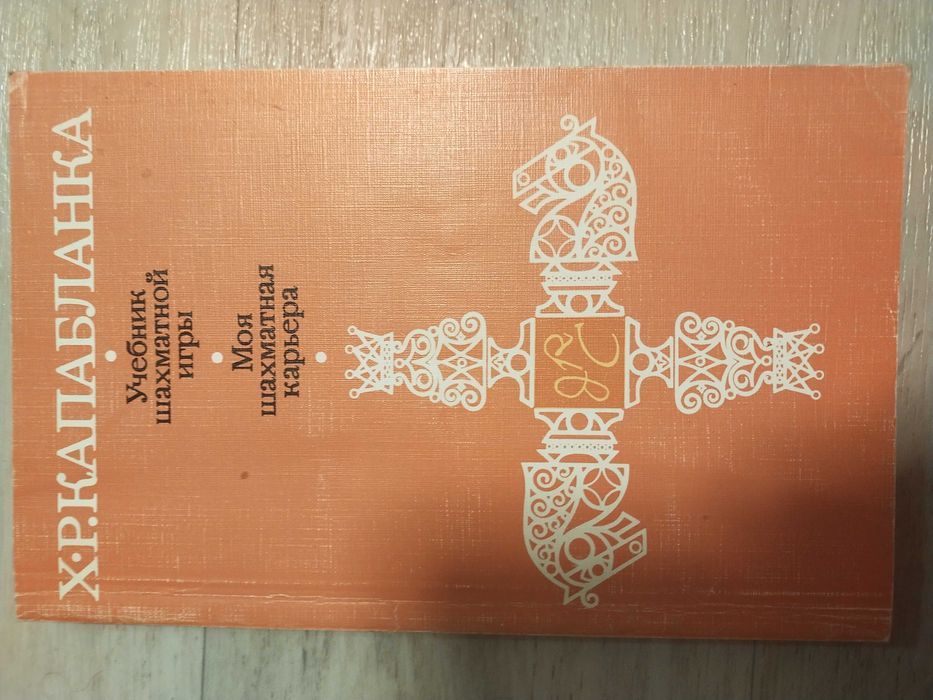 Х·Р.КАПАБЛАНКА
Учебник
шахматной
игры
Моя
шахматная
карьера